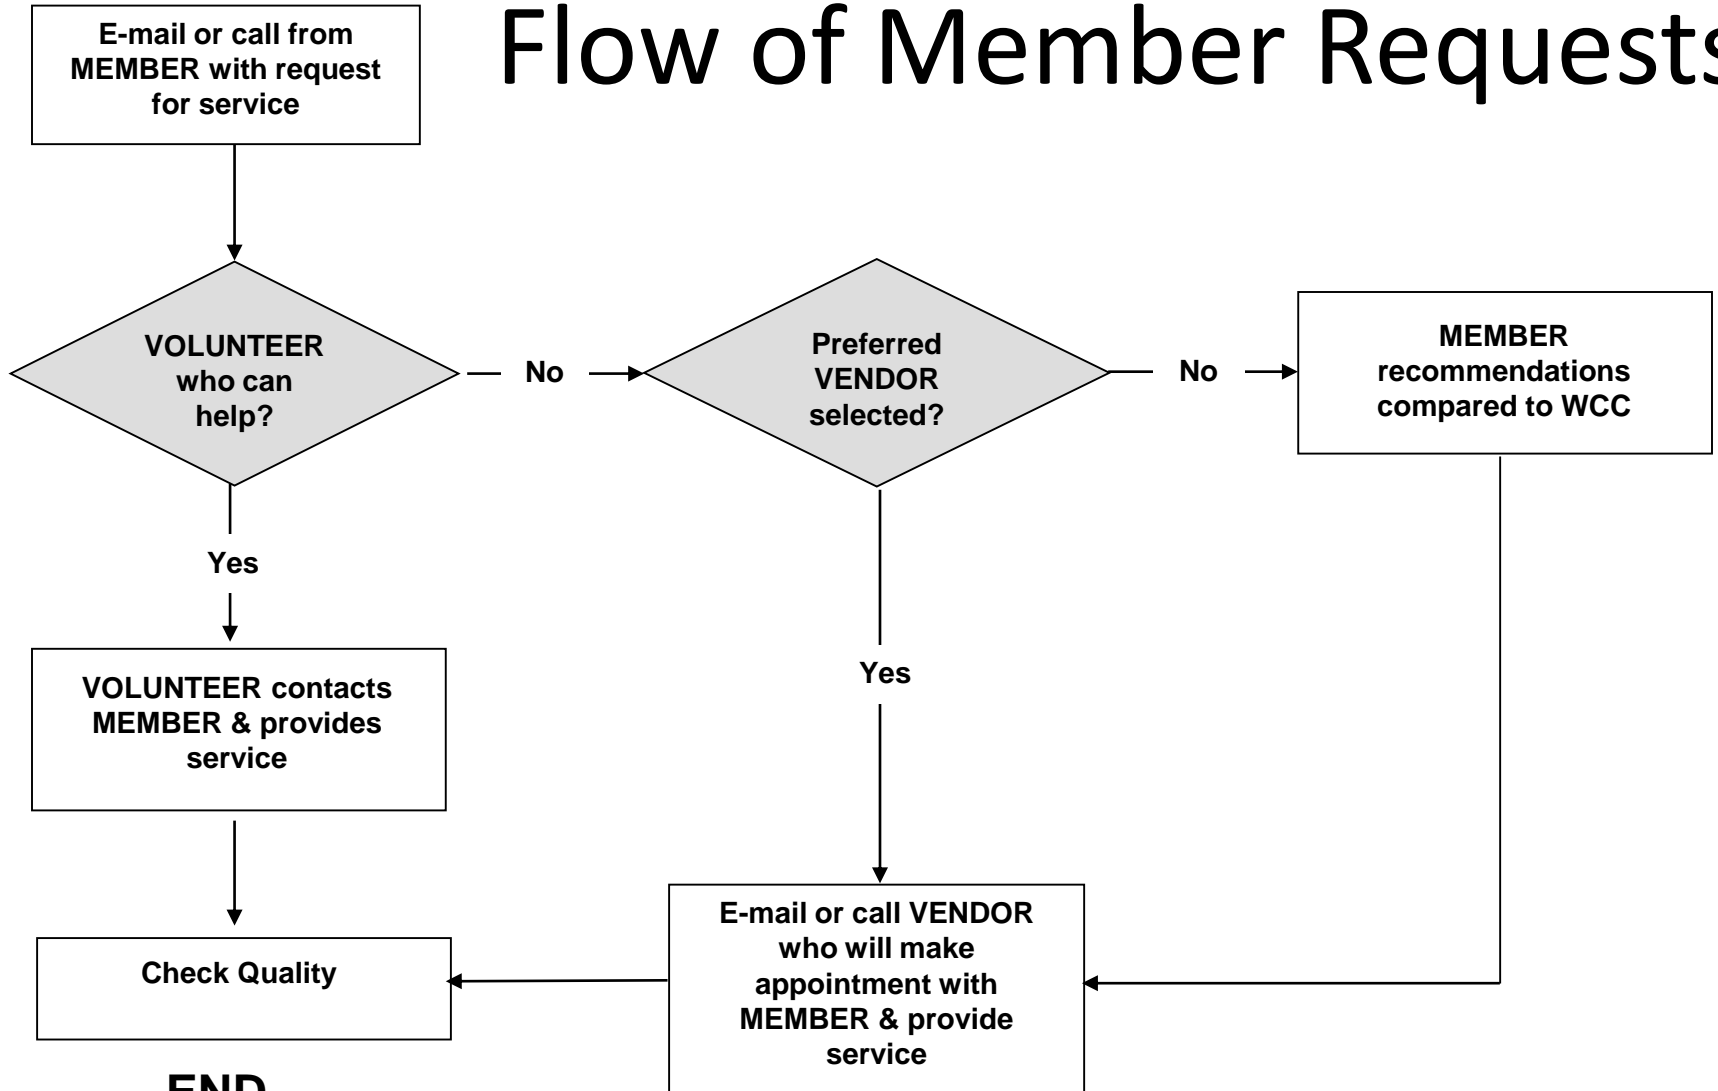 Flow of Member Requests
E-mail or call from
MEMBER with request
for service
VOLUNTEER
who can
help?
No
Preferred
VENDOR
selected?
No
MEMBER
recommendations
compared to WCC
Yes
Yes
VOLUNTEER contacts
MEMBER & provides
service
E-mail or call VENDOR
who will make
appointment with
MEMBER & provide
service
Check Quality
END